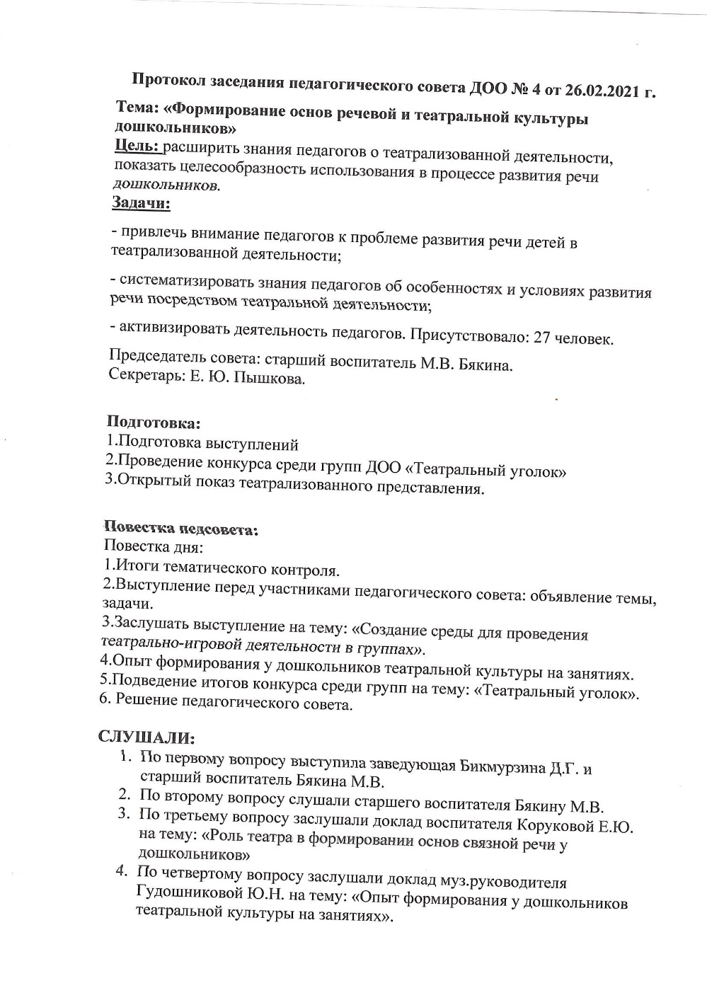 Протокол заседания педагогического совета ДОО № 4 от 26.02.2021 г.
Тема: «Формирование основ речевой и театральной культуры
дошкольников»
Цель: расширить знания педагогов о театрализованной деятельности,
показать целесообразность использования в процессе развития речи
дошкольников.
Задачи:
- привлечь внимание педагогов к проблеме развития речи детей в
театрализованной деятельности;
- систематизировать знания педагогов об особенностях и условиях развития
речи посредством театральной деятельности;
- активизировать деятельность педагогов. Присутствовало: 27 человек.
Председатель совета: старший воспитатель М.В. Бякина.
Секретарь: Е. Ю. Пышкова.
Подготовка:
1.Подготовка выступлений
2.Проведение конкурса среди групп ДОО «Театральный уголок»
3.Открытый показ театрализованного представления.
Повестка педсовета:
Повестка дня:
1.Итоги тематического контроля.
2.Выступление перед участниками педагогического совета: объявление темы,
задачи.
3.Заслушать выступление на тему: «Создание среды для проведения
театрально-игровой деятельности в группах».
4.Опыт формирования у дошкольников театральной культуры на занятиях.
5.Подведение итогов конкурса среди групп на тему: «Театральный уголок».
6. Решение педагогического совета.
СЛУШАЛИ:
1. По первому вопросу выступила заведующая Бикмурзина Д.Г. и
старший воспитатель Бякина М.В.
2. По второму вопросу слушали старшего воспитателя Бякину М.В.
3. По третьему вопросу заслушали доклад воспитателя Коруковой Е.Ю.
на тему: «Роль театра в формировании основ связной речи у
дошкольников»
4. По четвертому вопросу заслушали доклад муз.руководителя
Гудошниковой Ю.Н. на тему: «Опыт формирования у дошкольников
театральной культуры на занятиях».